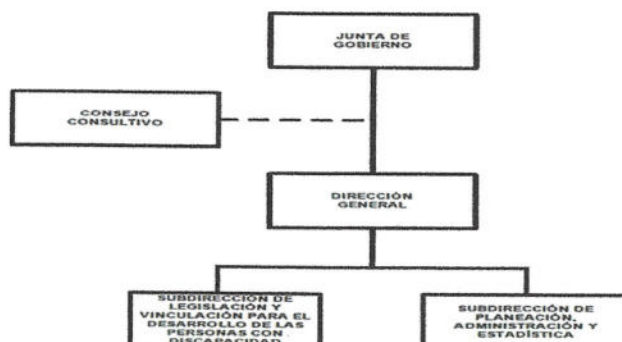 JUNTA DE
GOBIERNO
CONSEJO
CONSULTIVO
DIRECCIÓN
GENERAL
SUBDIRECCIÓN DE
LEGISLACIÓN Y
VINCULACIÓN PARA EL
DESARROLLO DE LAS
PERSONAS CON
DISCAPACIDAD
SUBDIRECCIÓN DE
PLANEACIÓN,
ADMINISTRACIÓN Y
ESTADÍSTICA